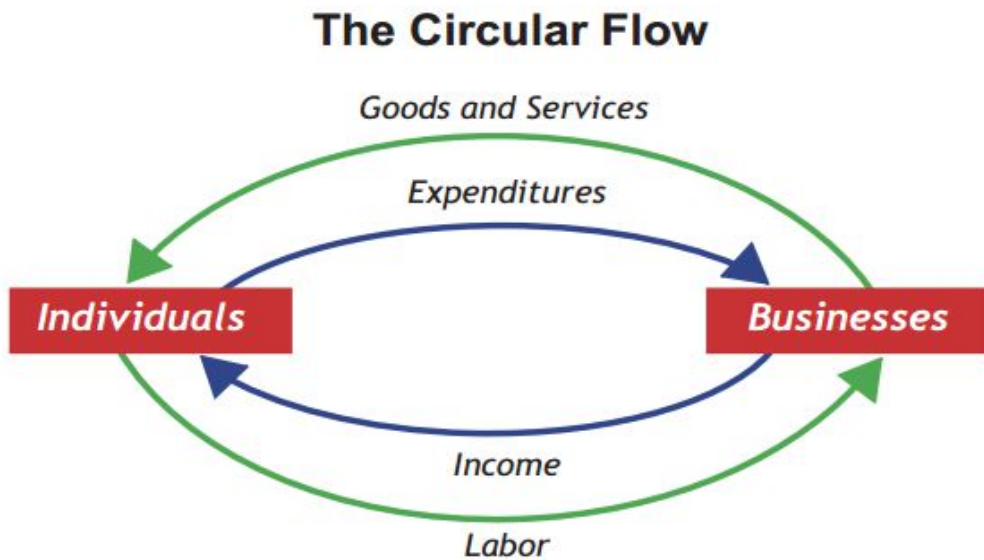 The Circular Flow
Goods and Services
Expenditures
Individuals
Businesses
Income
Labor